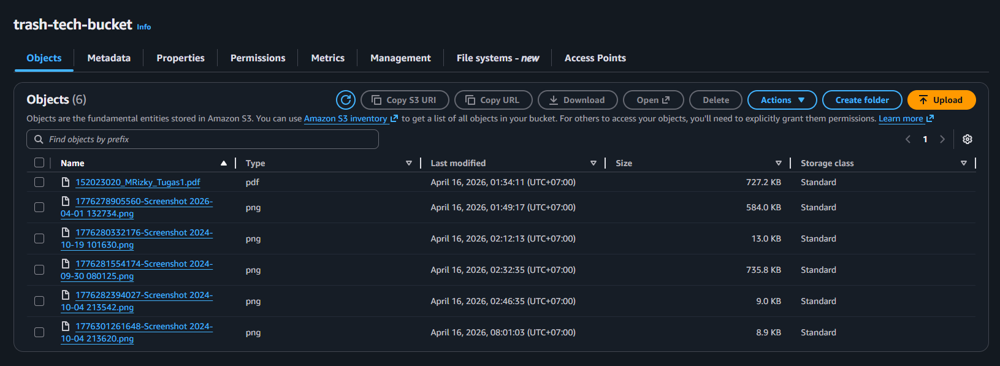 trash-tech-bucket Info
Objects Metadata Properties Permissions Metrics Management File systems - new Access Points
Objects (6) Copy S3 URI Copy URL Download Open Delete Actions Create folder Upload
Objects are the fundamental entities stored in Amazon S3. You can use Amazon S3 inventory to get a list of all objects in your bucket. For others to access your objects, you'll need to explicitly grant them permissions. Learn more
Find objects by prefix 1
Name Type Last modified Size Storage class
152023020_MRizky_Tugas1.pdf pdf April 16, 2026, 01:34:11 (UTC+07:00) 727.2 KB Standard
1776278905560-Screenshot 2026-
04-01 132734.png png April 16, 2026, 01:49:17 (UTC+07:00) 584.0 KB Standard
1776280332176-Screenshot 2024-
10-19 101630.png png April 16, 2026, 02:12:13 (UTC+07:00) 13.0 KB Standard
1776281554174-Screenshot 2024-
09-30 080125.png png April 16, 2026, 02:32:35 (UTC+07:00) 735.8 KB Standard
1776282394027-Screenshot 2024-
10-04 213542.png png April 16, 2026, 02:46:35 (UTC+07:00) 9.0 KB Standard
1776301261648-Screenshot 2024-
10-04 213620.png png April 16, 2026, 08:01:03 (UTC+07:00) 8.9 KB Standard